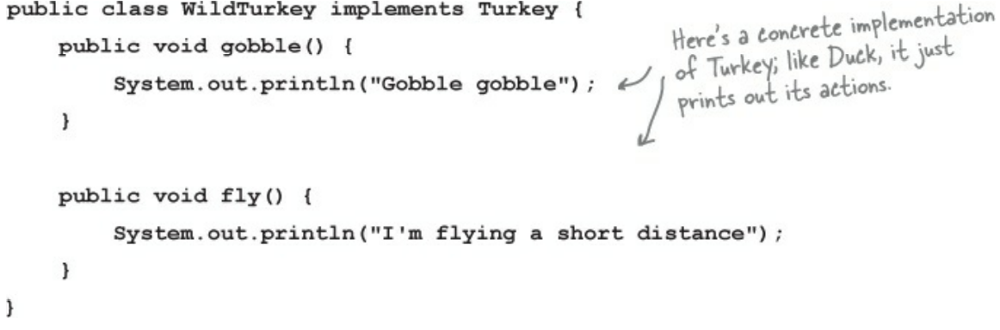 public class WildTurkey implements Turkey {
public void gobble() {
System.out.println("Gobble gobble");
}
public void fly() {
System.out.println("I'm flying a short distance");
}
}
Here's a concrete implementation
of Turkey; like Duck, it just
prints out its actions.